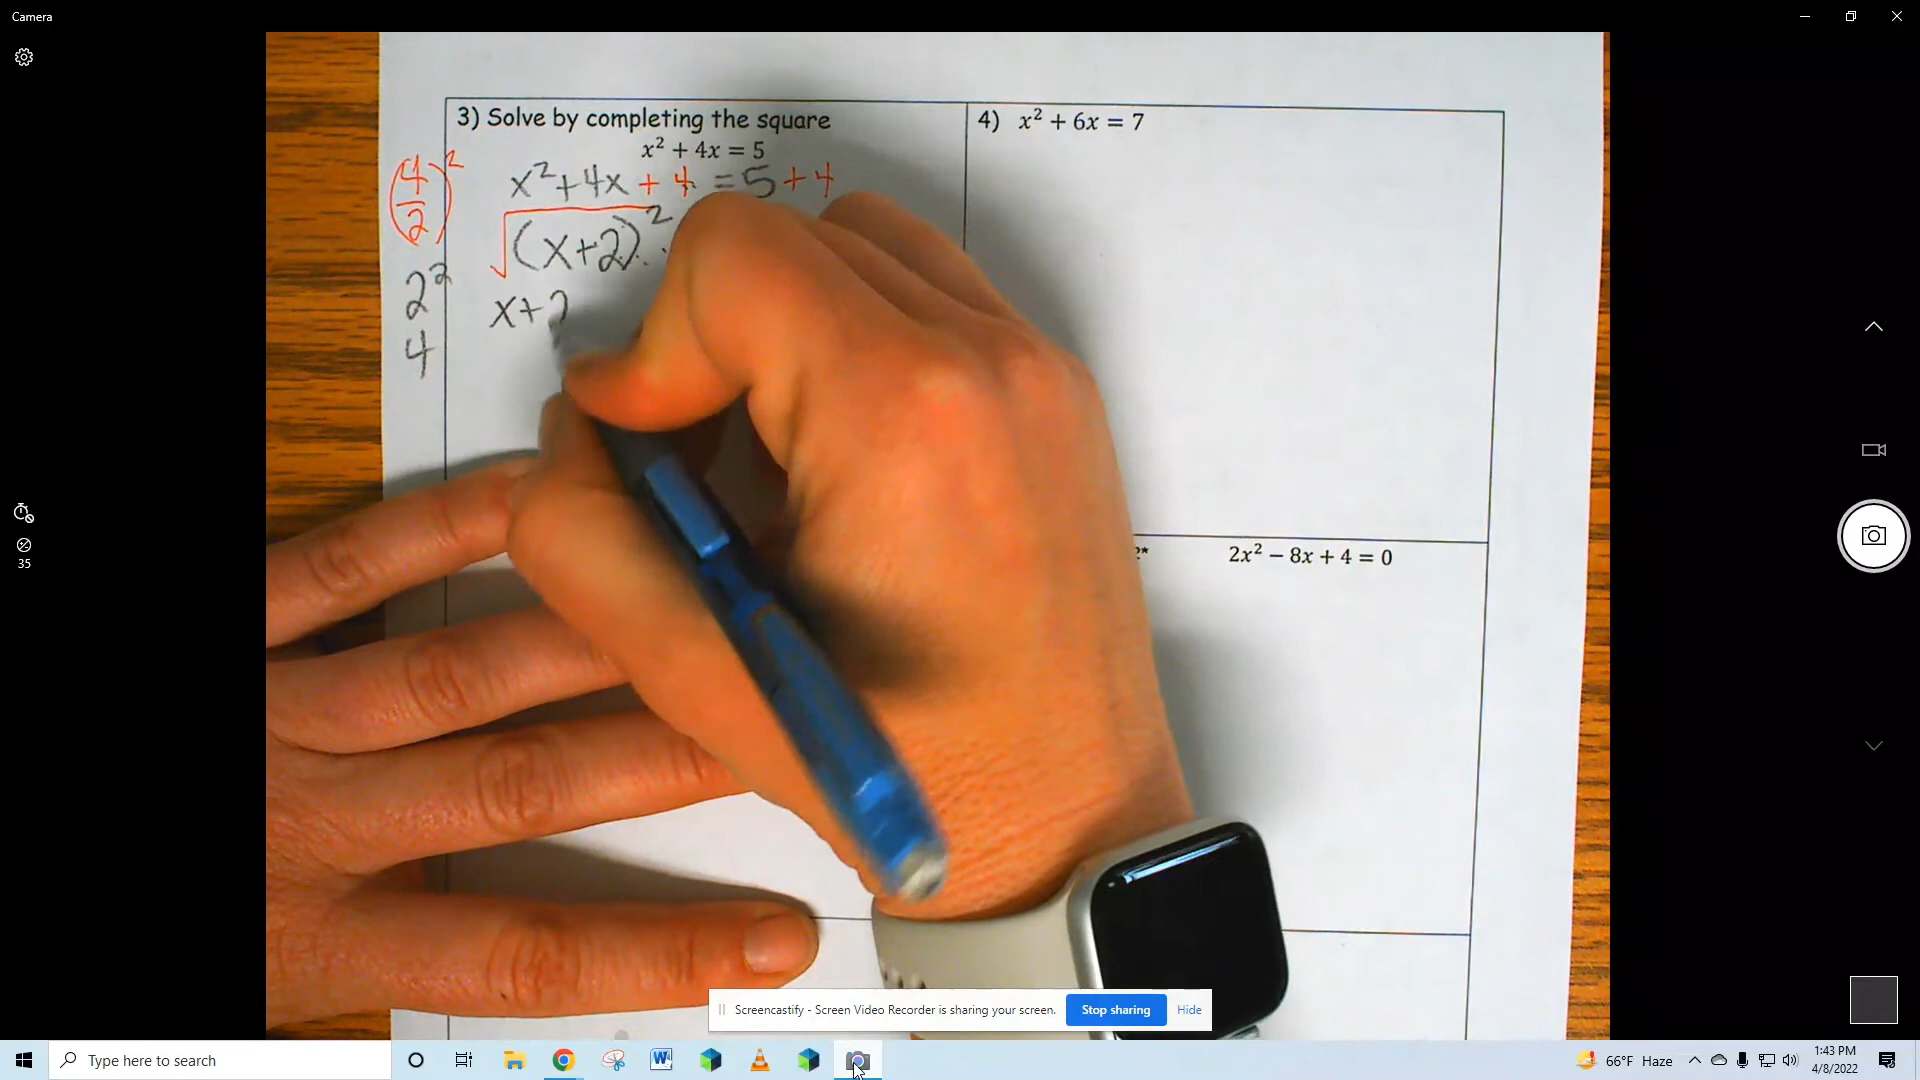 Camera
3) Solve by completing the square
x² + 4x = 5
(4/2)²
x²+4x + 4 = 5 + 4
√(x+2)²
2²
x+2
4
4) x² + 6x = 7
2x² − 8x + 4 = 0
35
Screencastify - Screen Video Recorder is sharing your screen.
Stop sharing
Hide
Type here to search
66°F Haze
1:43 PM
4/8/2022